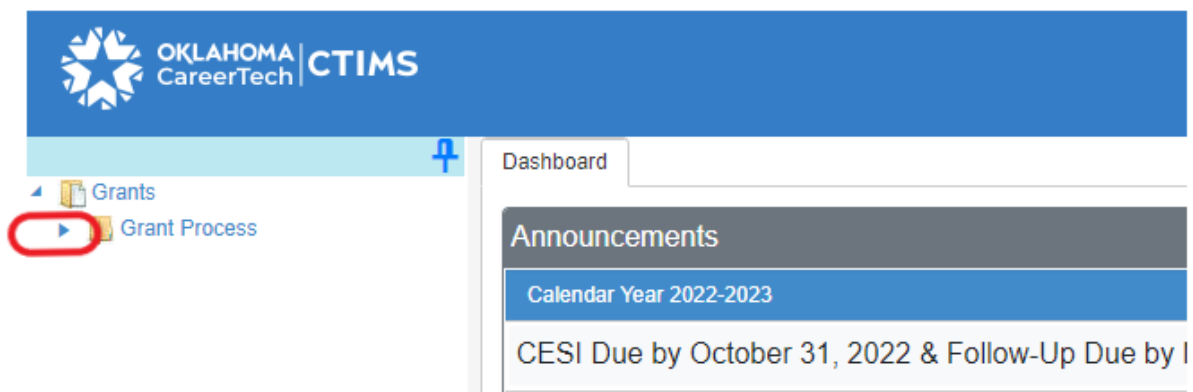 OKLAHOMA
CareerTech
CTIMS
Dashboard
Grants
Grant Process
Announcements
Calendar Year 2022-2023
CESI Due by October 31, 2022 & Follow-Up Due by